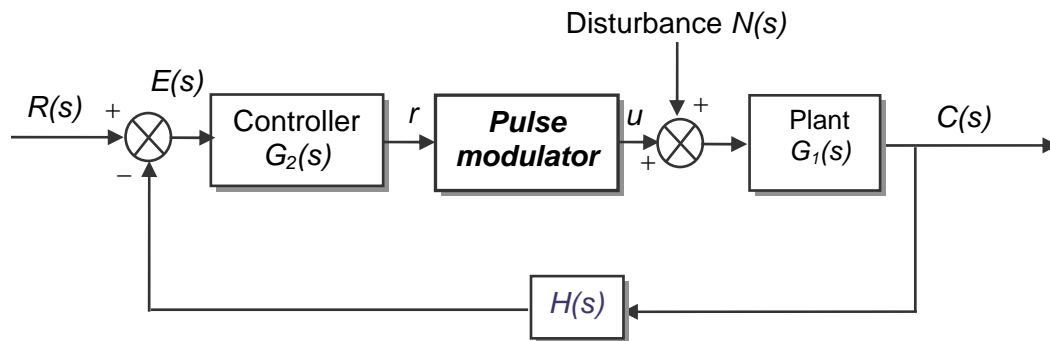 Disturbance N(s)
R(s)
+
E(s)
Controller
G₂(s)
r
Pulse
modulator
u
+
+
Plant
G₁(s)
C(s)
−
H(s)